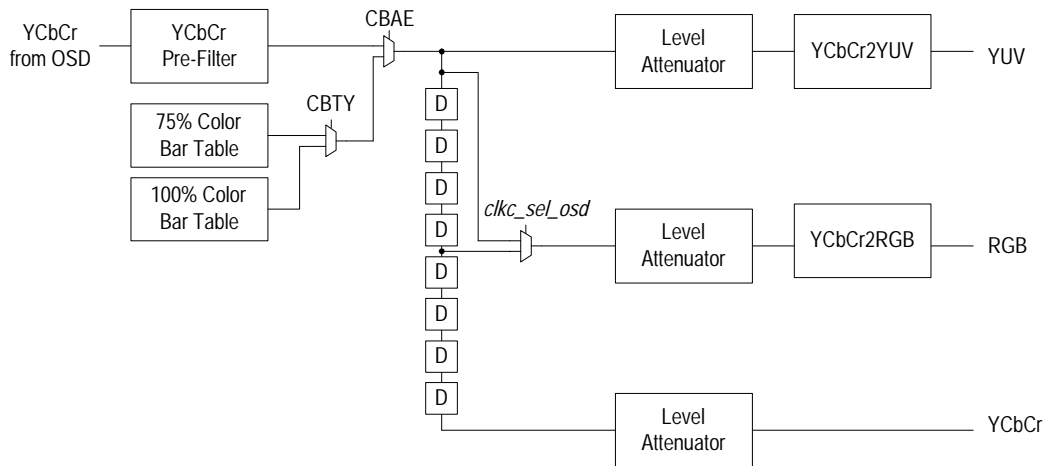 YCbCr
from OSD
YCbCr
Pre-Filter
CBAE
Level
Attenuator
YCbCr2YUV
YUV
75% Color
Bar Table
CBTY
100% Color
Bar Table
D
D
D
D
clkc_sel_osd
Level
Attenuator
YCbCr2RGB
RGB
D
D
D
D
Level
Attenuator
YCbCr